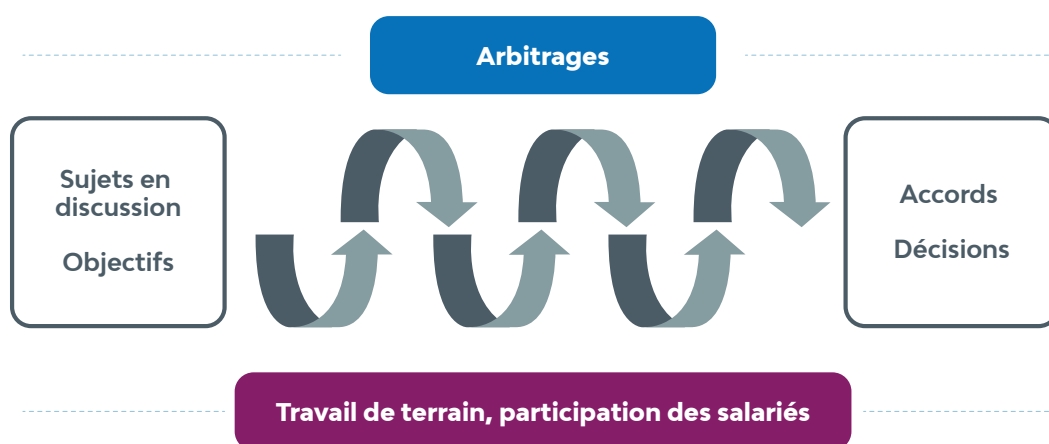 Arbitrages
Sujets en
discussion
Objectifs
Accords
Décisions
Travail de terrain, participation des salariés